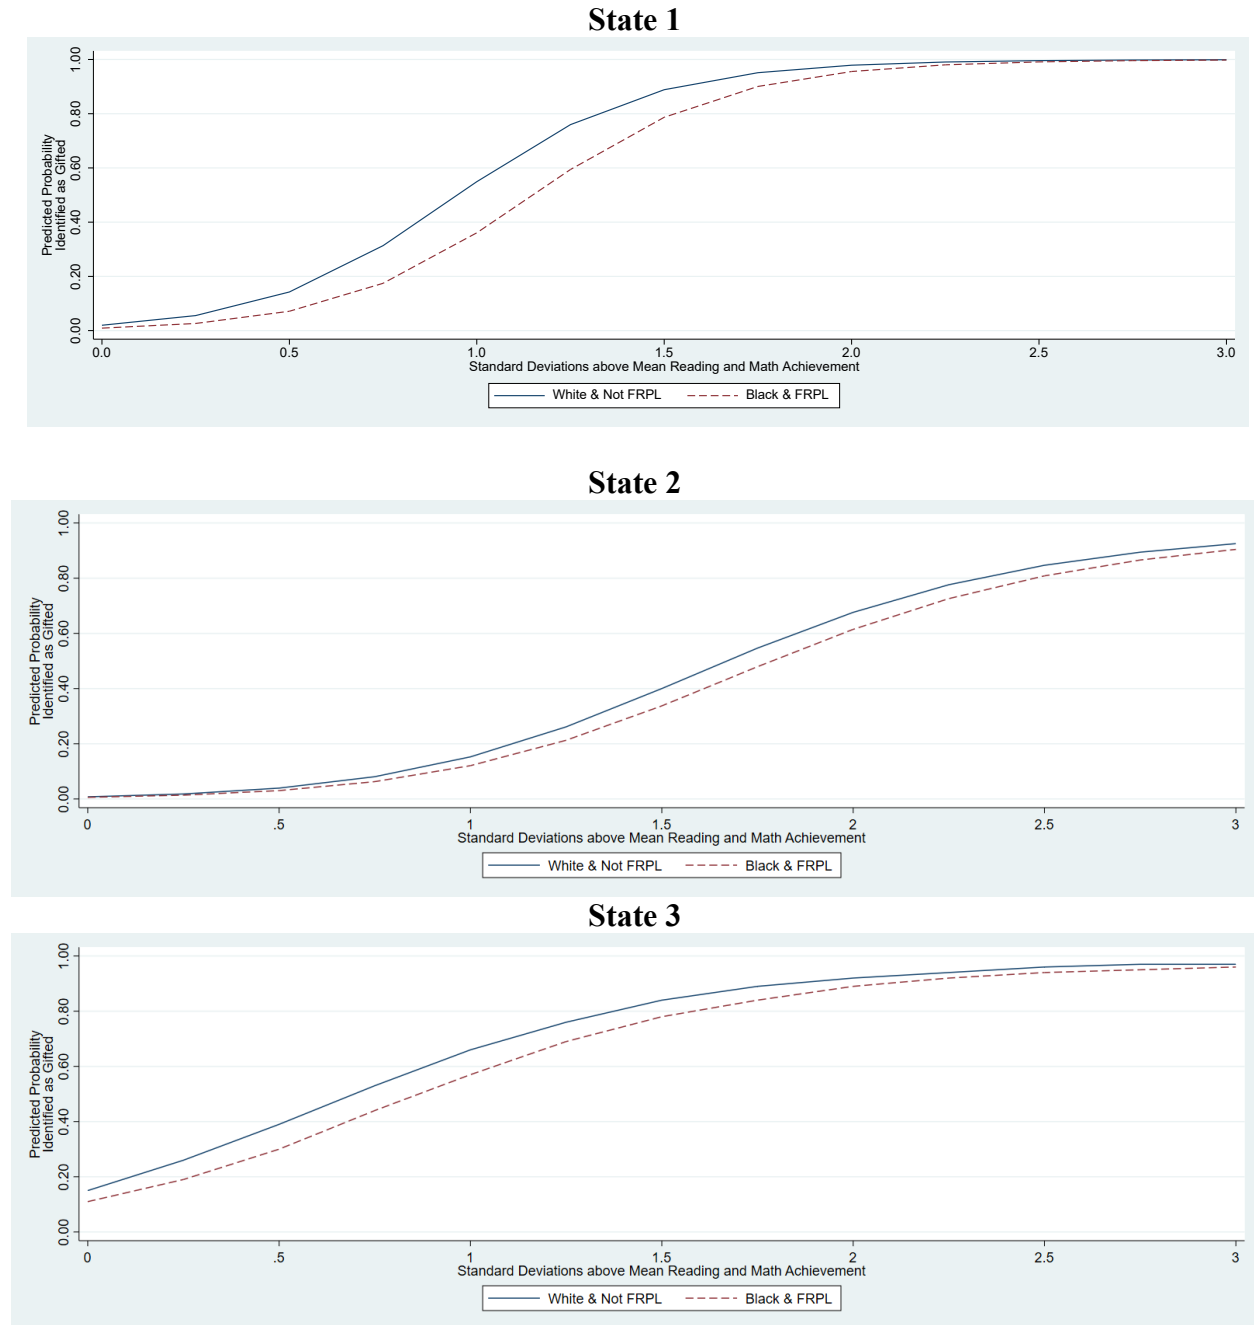 State 1
Predicted Probability
Identified as Gifted
1.00
0.80
0.60
0.40
0.20
0.00
0.0 0.5 1.0 1.5 2.0 2.5 3.0
Standard Deviations above Mean Reading and Math Achievement
White & Not FRPL Black & FRPL
State 2
Predicted Probability
Identified as Gifted
1.00
0.80
0.60
0.40
0.20
0.00
0 .5 1 1.5 2 2.5 3
Standard Deviations above Mean Reading and Math Achievement
White & Not FRPL Black & FRPL
State 3
Predicted Probability
Identified as Gifted
1.00
0.80
0.60
0.40
0.20
0.00
0 .5 1 1.5 2 2.5 3
Standard Deviations above Mean Reading and Math Achievement
White & Not FRPL Black & FRPL